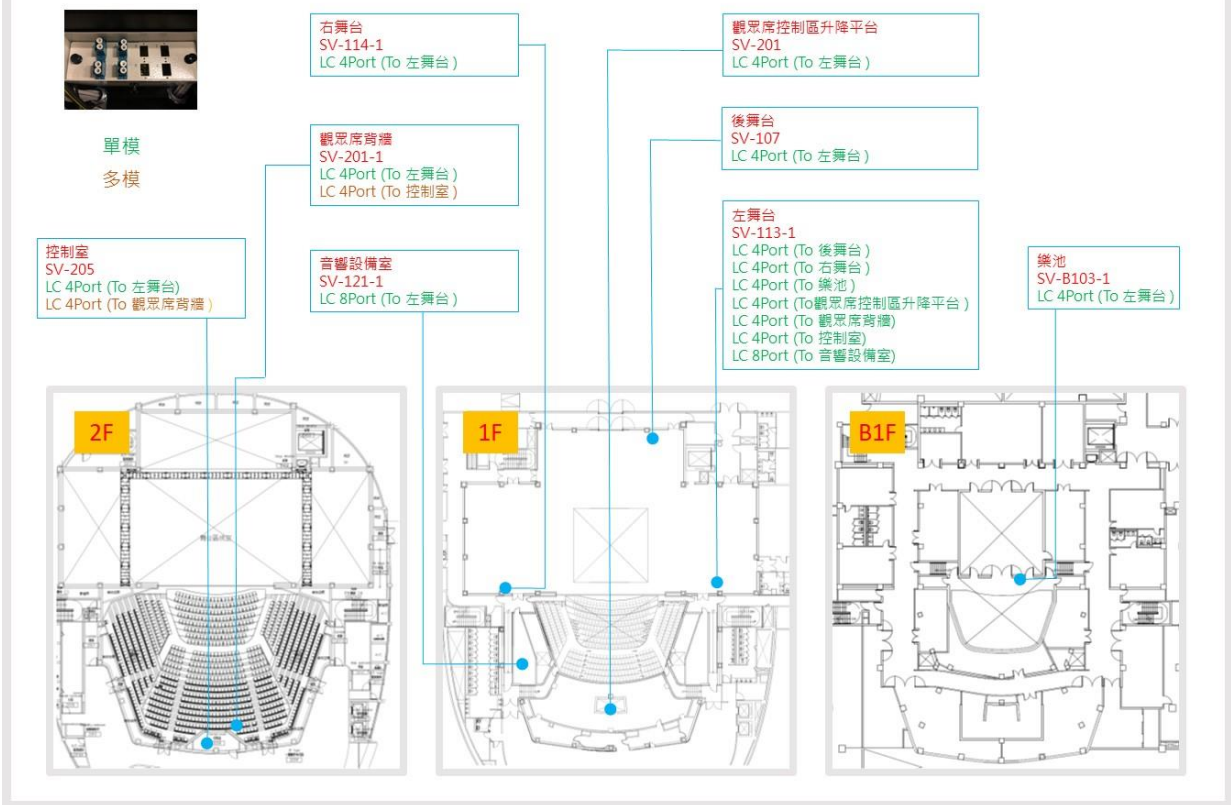 單模
多模
右舞台
SV-114-1
LC 4Port (To 左舞台 )
觀眾席控制區升降平台
SV-201
LC 4Port (To 左舞台 )
觀眾席背牆
SV-201-1
LC 4Port (To 左舞台 )
LC 4Port (To 控制室 )
後舞台
SV-107
LC 4Port (To 左舞台 )
控制室
SV-205
LC 4Port (To 左舞台)
LC 4Port (To 觀眾席背牆 )
音響設備室
SV-121-1
LC 8Port (To 左舞台 )
左舞台
SV-113-1
LC 4Port (To 後舞台 )
LC 4Port (To 右舞台 )
LC 4Port (To 樂池 )
LC 4Port (To觀眾席控制區升降平台 )
LC 4Port (To 觀眾席背牆)
LC 4Port (To 控制室)
LC 8Port (To 音響設備室)
樂池
SV-B103-1
LC 4Port (To 左舞台 )
2F
1F
B1F